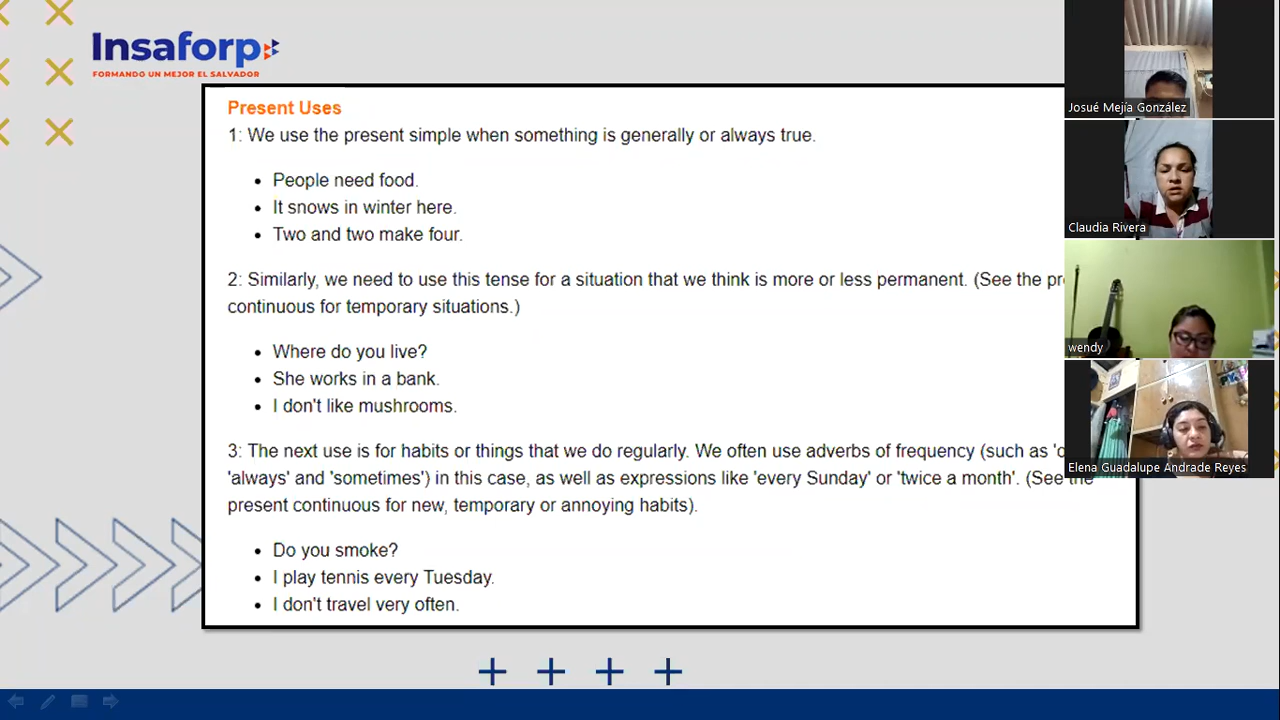 Insaforp
FORMANDO UN MEJOR EL SALVADOR
Present Uses
1: We use the present simple when something is generally or always true.
• People need food.
• It snows in winter here.
• Two and two make four.
2: Similarly, we need to use this tense for a situation that we think is more or less permanent. (See the
continuous for temporary situations.)
• Where do you live?
• She works in a bank.
• I don't like mushrooms.
3: The next use is for habits or things that we do regularly. We often use adverbs of frequency (such as
'always' and 'sometimes') in this case, as well as expressions like 'every Sunday' or 'twice a month'. (See the
present continuous for new, temporary or annoying habits).
• Do you smoke?
• I play tennis every Tuesday.
• I don't travel very often.
Josué Mejía González
Claudia Rivera
wendy
Elena Guadalupe Andrade Reyes